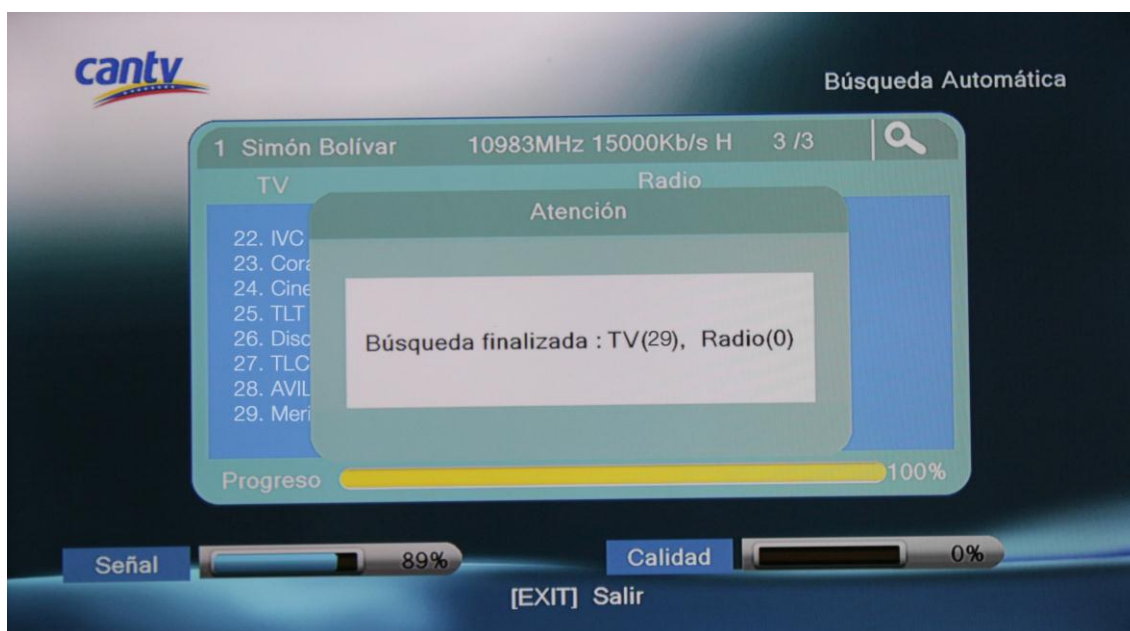 cantv
Búsqueda Automática
1 Simón Bolívar 10983MHz 15000Kb/s H 3 /3
TV Radio
Atención
22. IVC
23. Cora
24. Cine
25. TLT
26. Disc
27. TLC
28. AVIL
29. Meri
Búsqueda finalizada : TV(29), Radio(0)
Progreso 100%
Señal 89% Calidad 0%
[EXIT] Salir